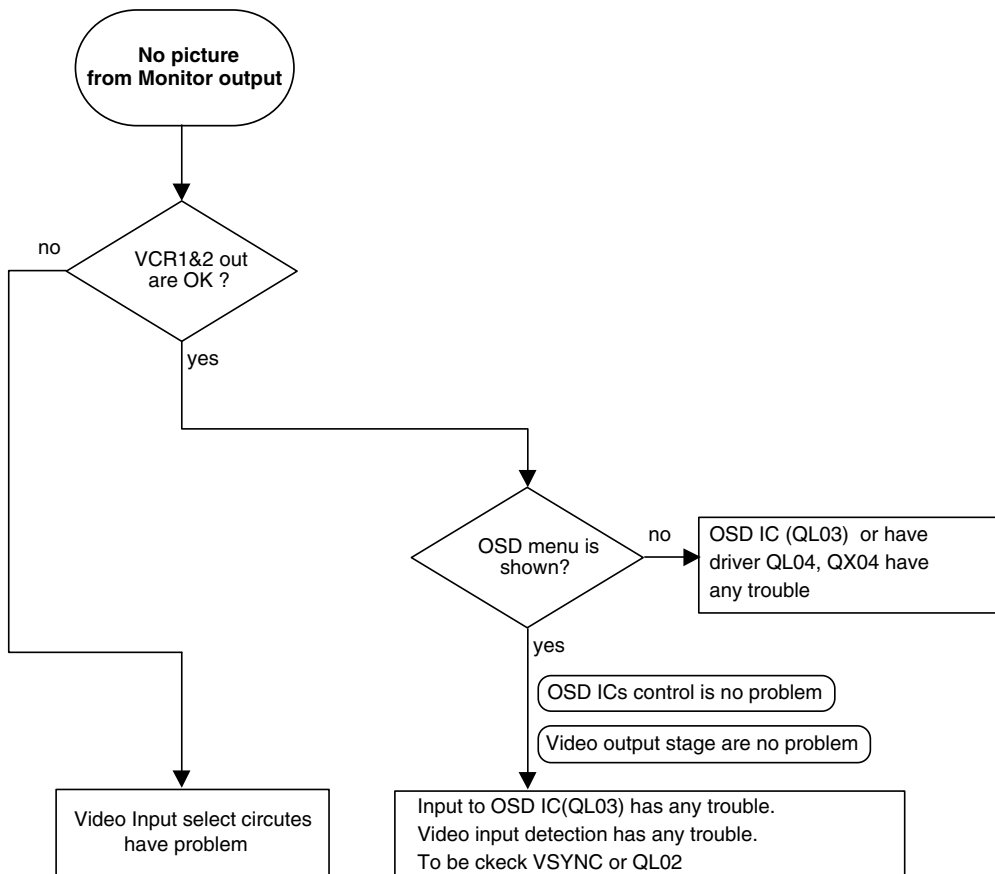 No picture
from Monitor output
no
VCR1&2 out
are OK ?
yes
OSD menu is
shown?
no
OSD IC (QL03) or have
driver QL04, QX04 have
any trouble
yes
OSD ICs control is no problem
Video output stage are no problem
Video Input select circutes
have problem
Input to OSD IC(QL03) has any trouble.
Video input detection has any trouble.
To be ckeck VSYNC or QL02